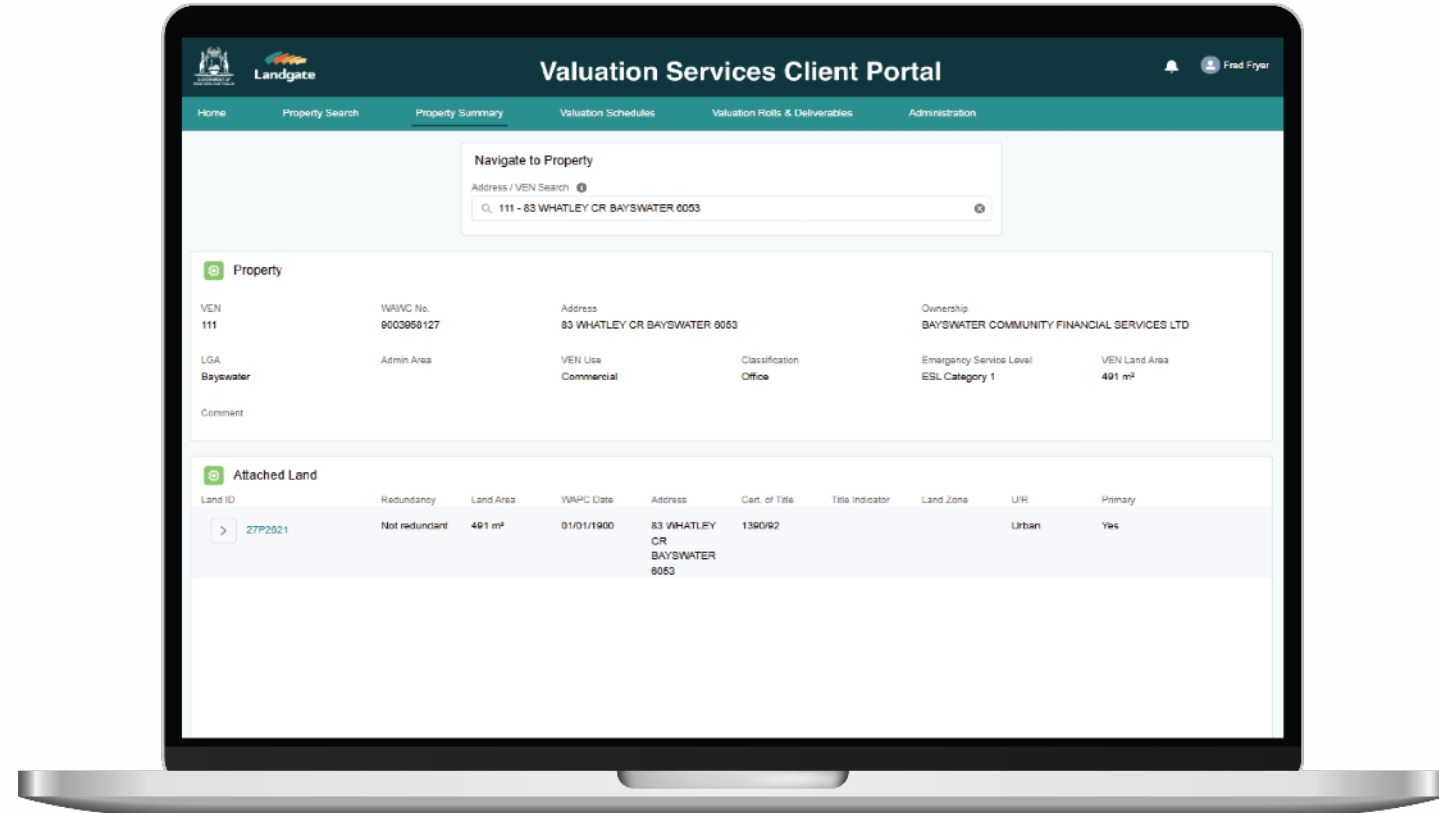 GOVERNMENT OF
WESTERN AUSTRALIA
Landgate
Valuation Services Client Portal
Fred Fryer
Home Property Search Property Summary Valuation Schedules Valuation Rolls & Deliverables Administration
Navigate to Property
Address / VEN Search
111 - 83 WHATLEY CR BAYSWATER 6053
Property
VEN WAWC No. Address Ownership
111 9003958127 83 WHATLEY CR BAYSWATER 6053 BAYSWATER COMMUNITY FINANCIAL SERVICES LTD
LGA Admin Area VEN Use Classification Emergency Service Level VEN Land Area
Bayswater Commercial Office ESL Category 1 491 m²
Comment
Attached Land
Land ID Redundancy Land Area WAPC Date Address Cert. of Title Title Indicator Land Zone U/R Primary
27P2021 Not redundant 491 m² 01/01/1900 83 WHATLEY 1390/92 Urban Yes
CR
BAYSWATER
6053